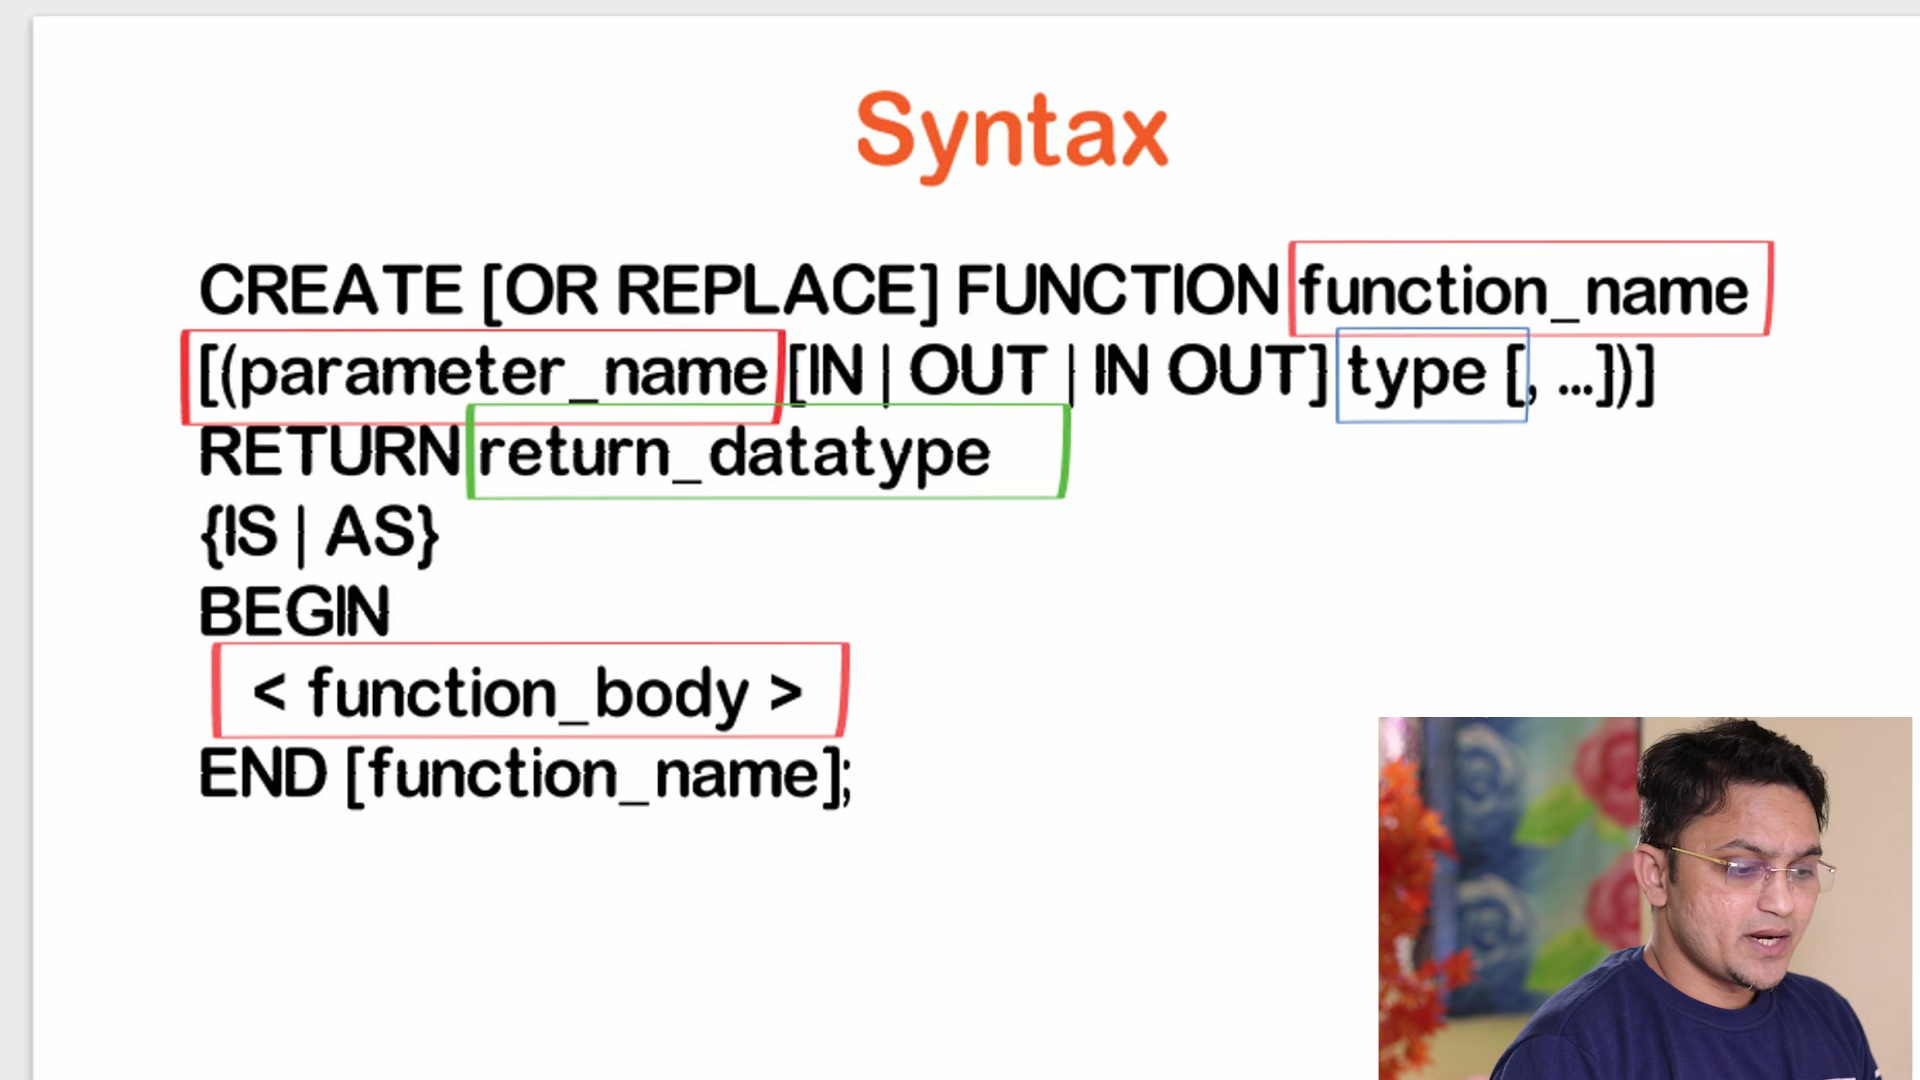 Syntax
CREATE [OR REPLACE] FUNCTION function_name
[(parameter_name [IN | OUT | IN OUT] type [, ...])]
RETURN return_datatype
{IS | AS}
BEGIN
< function_body >
END [function_name];